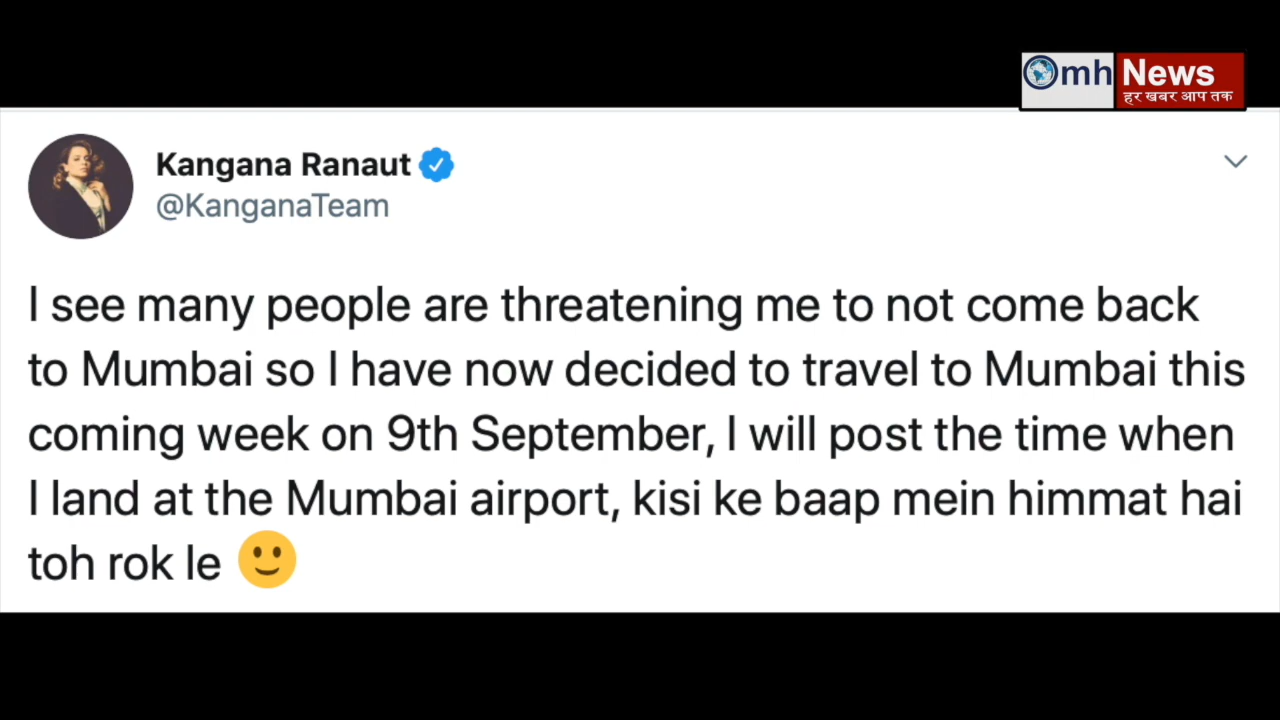 Omh News
हर खबर आप तक
Kangana Ranaut
@KanganaTeam
I see many people are threatening me to not come back
to Mumbai so I have now decided to travel to Mumbai this
coming week on 9th September, I will post the time when
I land at the Mumbai airport, kisi ke baap mein himmat hai
toh rok le 🙂